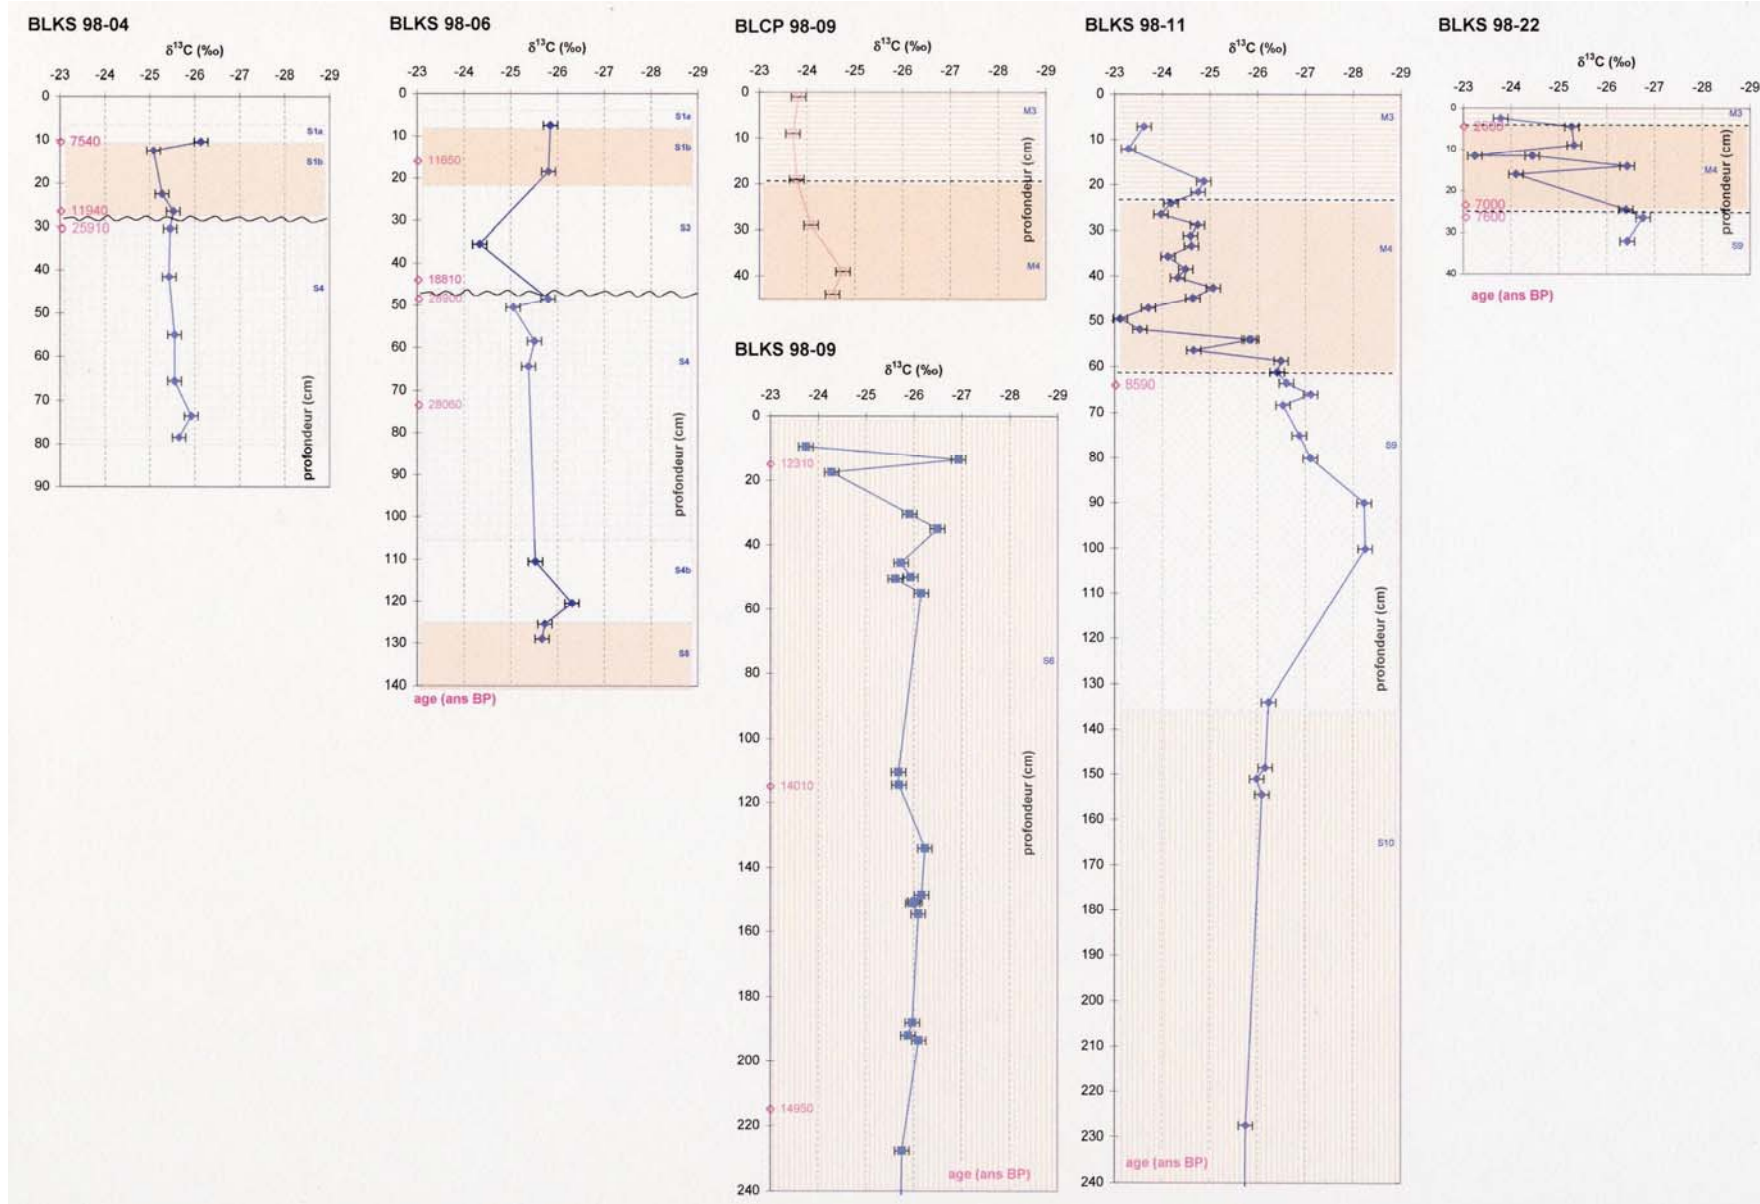 BLKS 98-04
δ13C (‰)
-23 -24 -25 -26 -27 -28 -29
0
10
20
30
40
50
60
70
80
90
7540
11940
25910
S1a
S1b
S4
profondeur (cm)
BLKS 98-06
δ13C (‰)
-23 -24 -25 -26 -27 -28 -29
0
10
20
30
40
50
60
70
80
90
100
110
120
130
140
11650
18810
28900
28060
S1a
S1b
S3
S4
S4b
profondeur (cm)
age (ans BP)
BLCP 98-09
δ13C (‰)
-23 -24 -25 -26 -27 -28 -29
0
10
20
30
40
M3
M4
profondeur (cm)
BLKS 98-09
δ13C (‰)
-23 -24 -25 -26 -27 -28 -29
0
20
40
60
80
100
120
140
160
180
200
220
240
12310
14010
14950
S6
profondeur (cm)
age (ans BP)
BLKS 98-11
δ13C (‰)
-23 -24 -25 -26 -27 -28 -29
0
10
20
30
40
50
60
70
80
90
100
110
120
130
140
150
160
170
180
190
200
210
220
230
240
8590
M3
M4
S9
S10
profondeur (cm)
age (ans BP)
BLKS 98-22
δ13C (‰)
-23 -24 -25 -26 -27 -28 -29
0
10
20
30
40
7000
7600
M3
M4
S9
profondeur (cm)
age (ans BP)